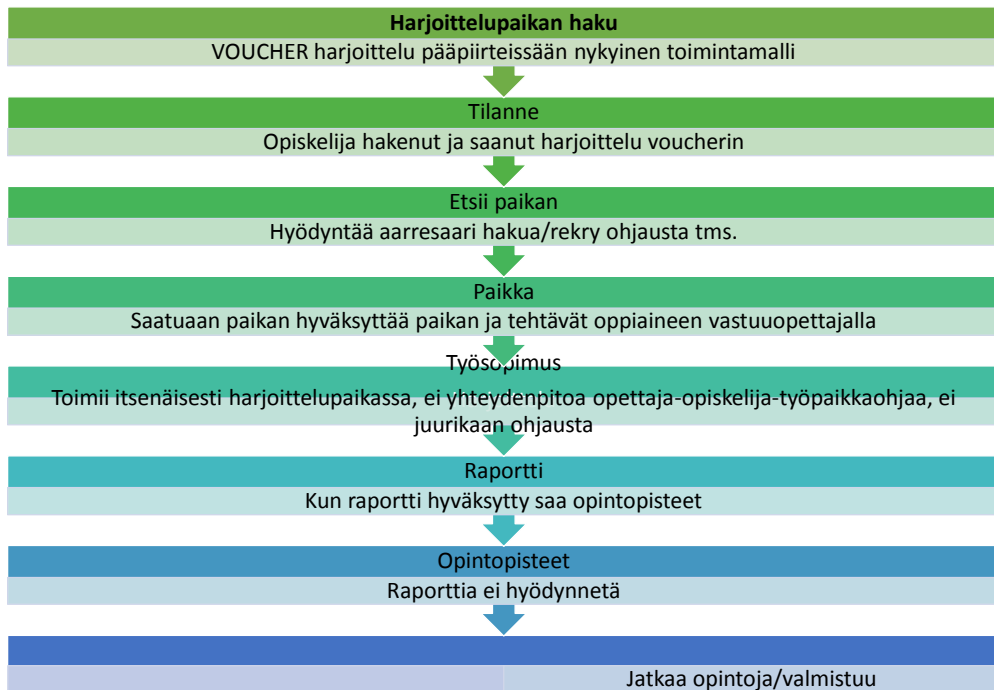 Harjoittelupaikan haku
VOUCHER harjoittelu pääpiirteissään nykyinen toimintamalli
Tilanne
Opiskelija hakenut ja saanut harjoittelu voucherin
Etsii paikan
Hyödyntää aarresaari hakua/rekry ohjausta tms.
Paikka
Saatuaan paikan hyväksyttää paikan ja tehtävät oppiaineen vastuuopettajalla
Työsopimus
Toimii itsenäisesti harjoittelupaikassa, ei yhteydenpitoa opettaja-opiskelija-työpaikkaohjaa, ei
juurikaan ohjausta
Raportti
Kun raportti hyväksytty saa opintopisteet
Opintopisteet
Raporttia ei hyödynnetä
Jatkaa opintoja/valmistuu